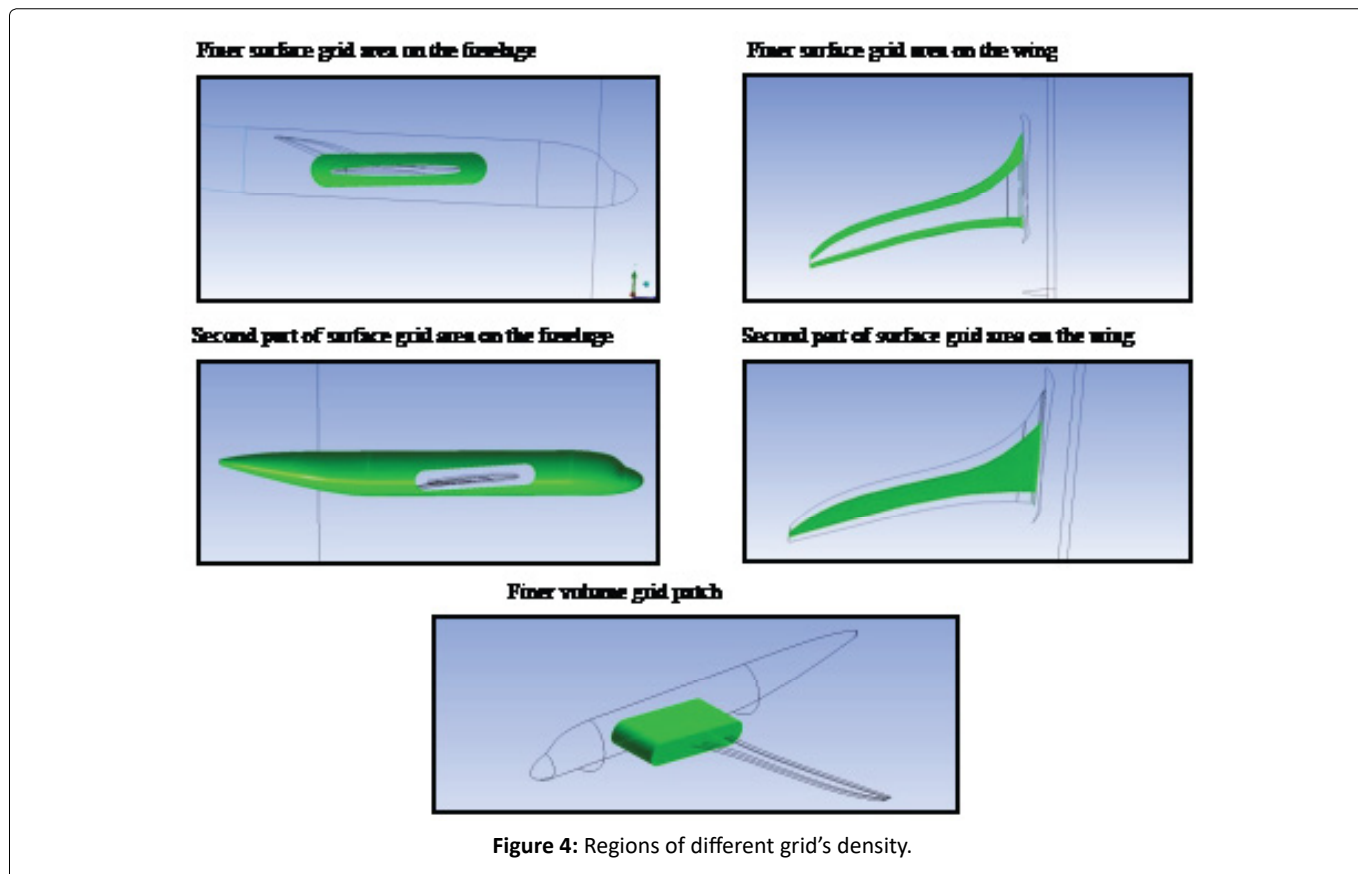 Finer surface grid area on the fuselage
Finer surface grid area on the wing
Second part of surface grid area on the fuselage
Second part of surface grid area on the wing
Finer volume grid patch
Figure 4: Regions of different grid’s density.